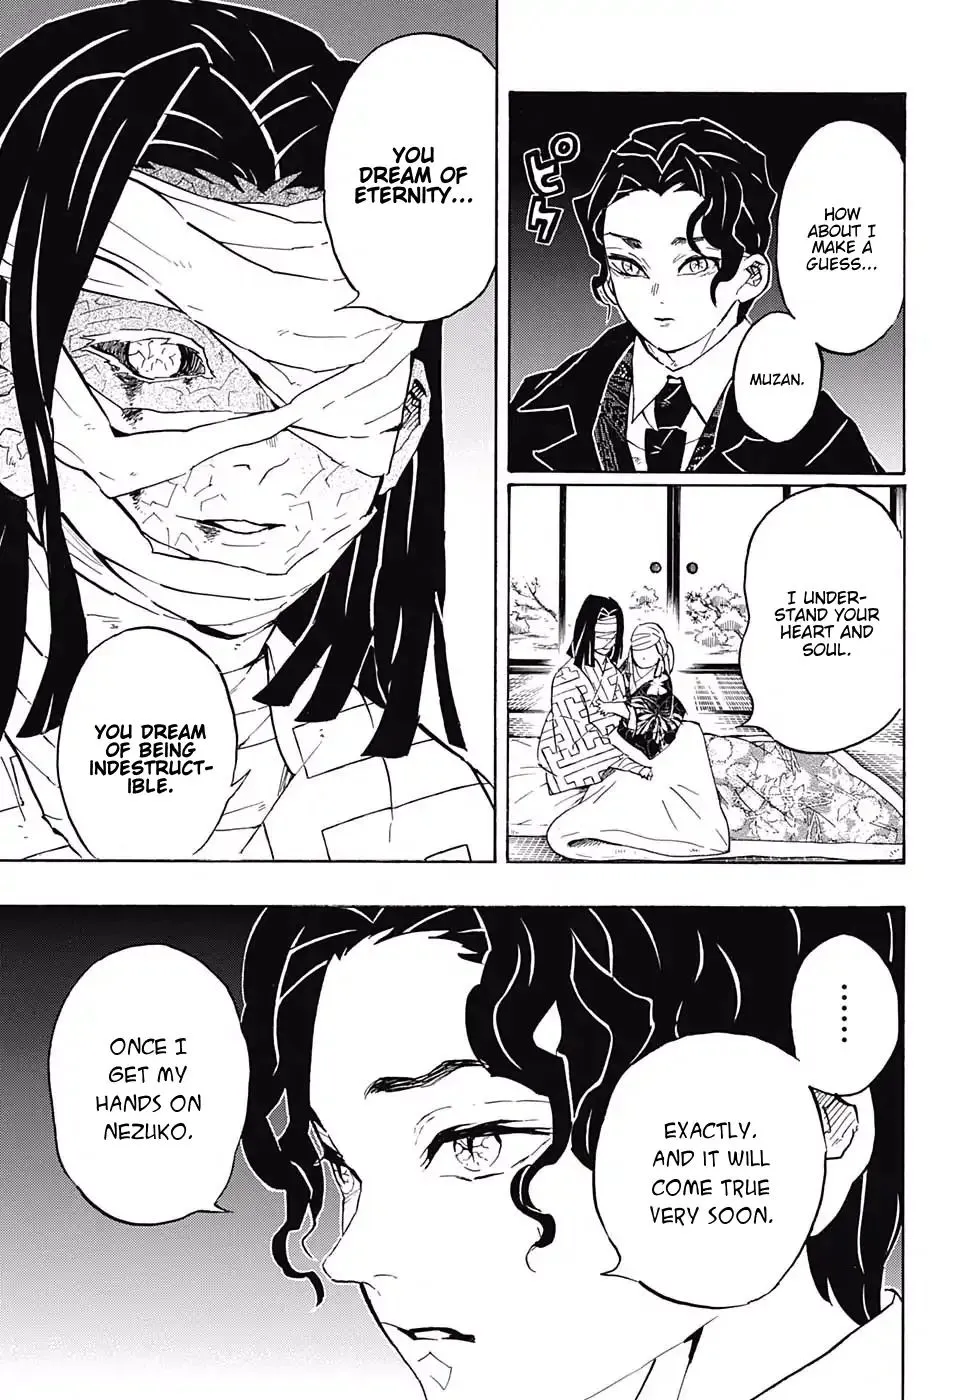 HOW
ABOUT I
MAKE A
GUESS...
MUZAN.
ピク
I UNDER-
STAND YOUR
HEART AND
SOUL.
YOU
DREAM OF
ETERNITY...
YOU DREAM
OF BEING
INDESTRUCT-
IBLE.
.......
EXACTLY.
AND IT WILL
COME TRUE
VERY SOON.
ONCE I
GET MY
HANDS ON
NEZUKO.